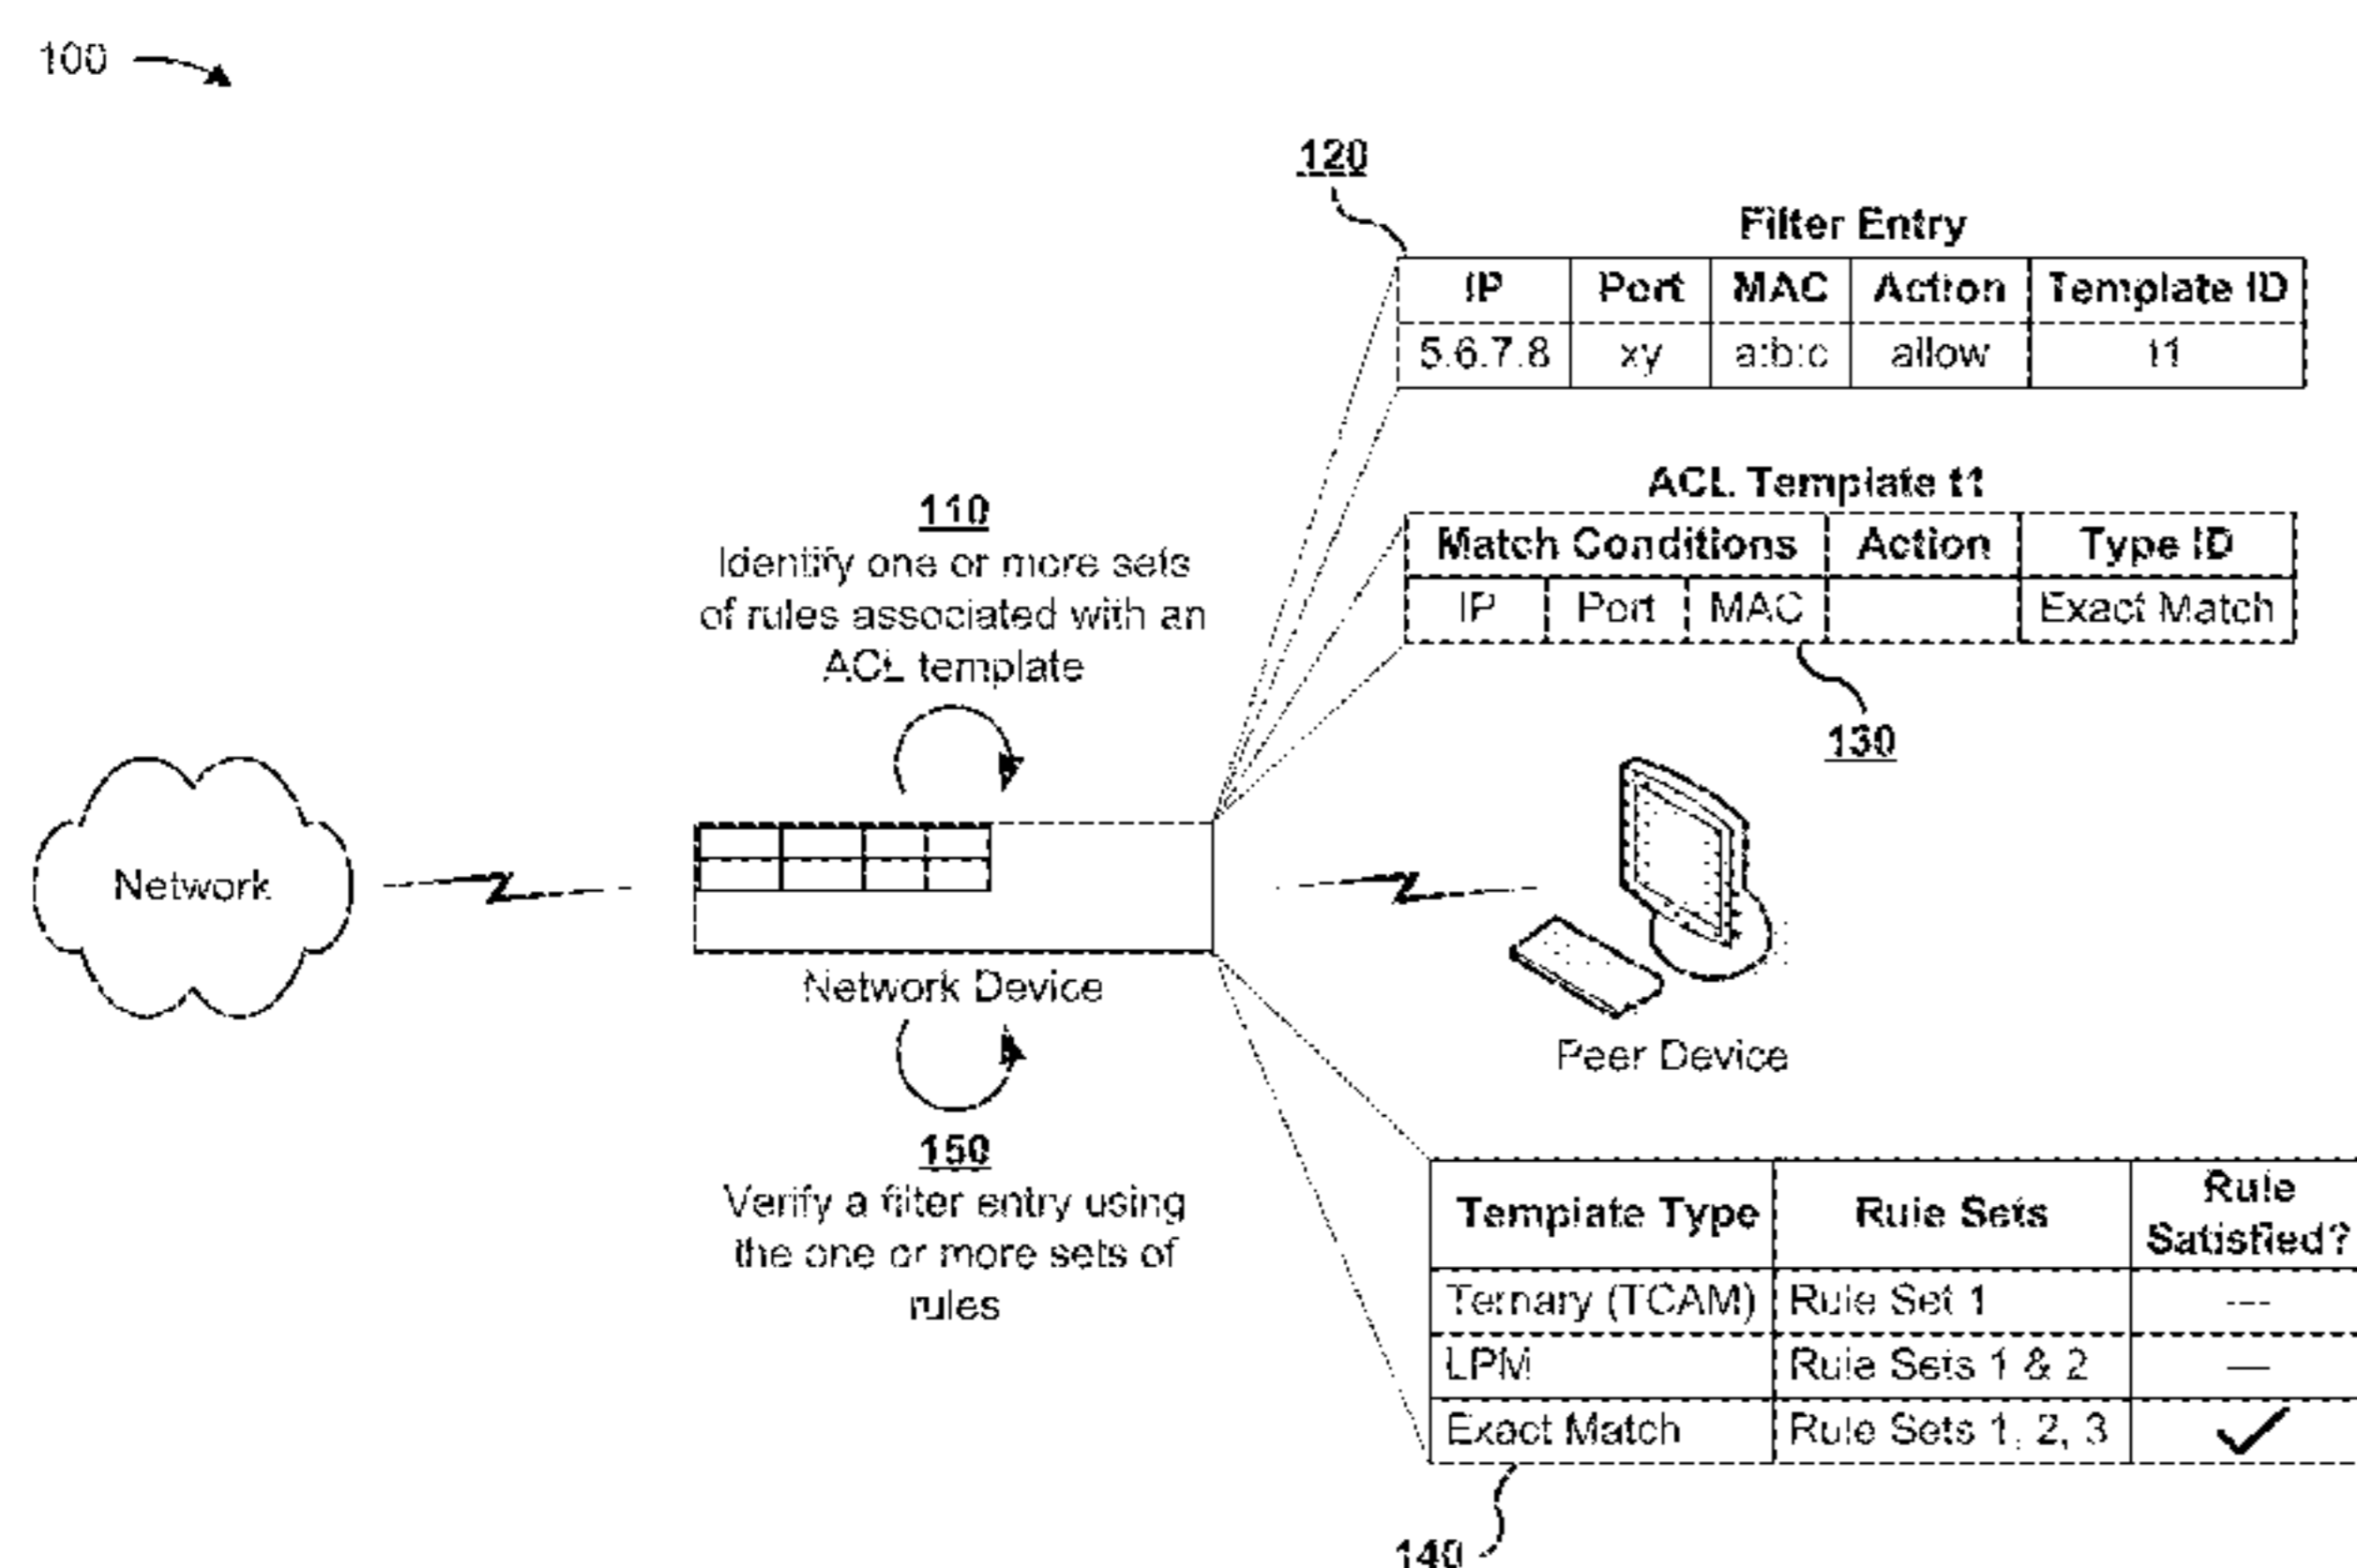 100
120
Filter Entry
IP Port MAC Action Template ID
5.6.7.8 xy a:b:c allow t1
ACL Template t1
Match Conditions Action Type ID
IP Port MAC Exact Match
130
110
Identify one or more sets
of rules associated with an
ACL template
Network
Network Device
Peer Device
150
Verify a filter entry using
the one or more sets of
rules
Template Type Rule Sets Rule
Satisfied?
Ternary (TCAM) Rule Set 1 ---
LPM Rule Sets 1 & 2 —
Exact Match Rule Sets 1, 2, 3 ✓
140